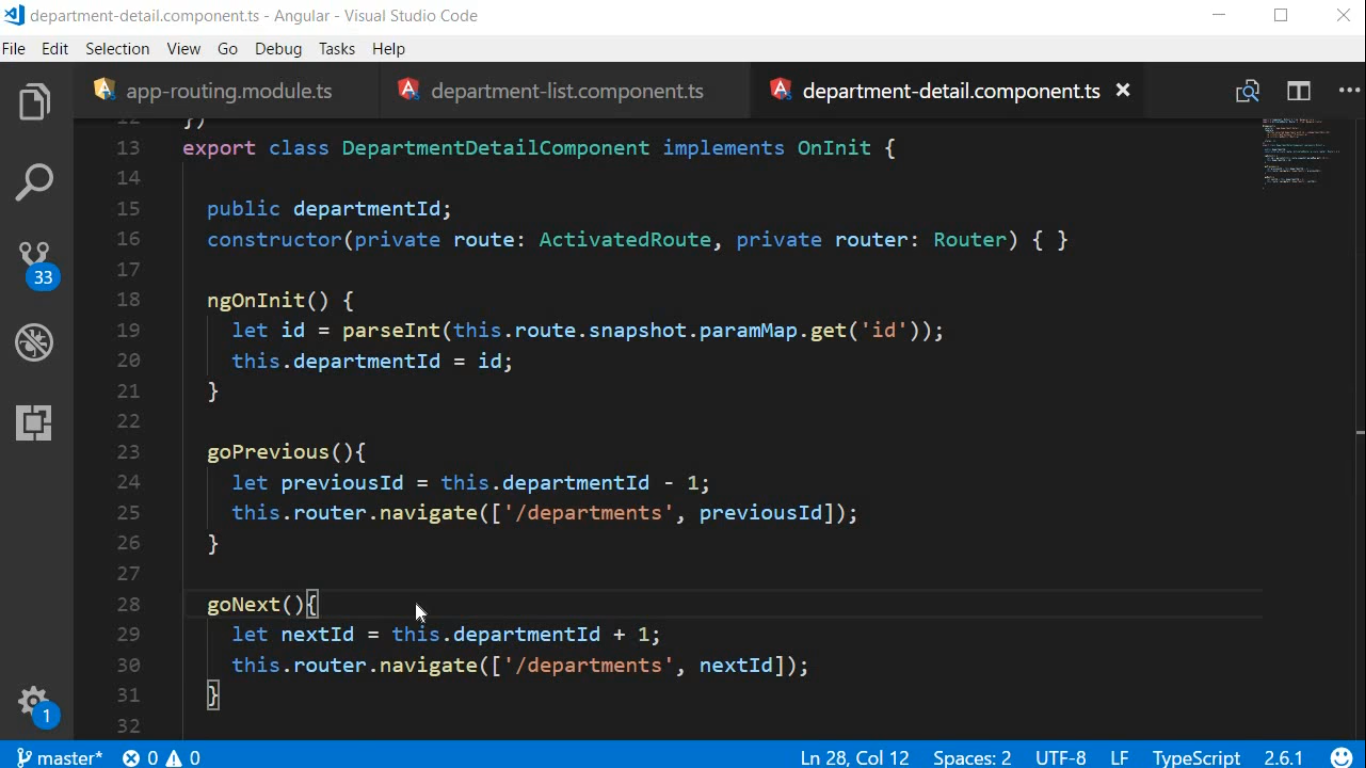 department-detail.component.ts - Angular - Visual Studio Code
File Edit Selection View Go Debug Tasks Help
app-routing.module.ts department-list.component.ts department-detail.component.ts
12 })
13 export class DepartmentDetailComponent implements OnInit {
14
15 public departmentId;
16 constructor(private route: ActivatedRoute, private router: Router) { }
17
18 ngOnInit() {
19 let id = parseInt(this.route.snapshot.paramMap.get('id'));
20 this.departmentId = id;
21 }
22
23 goPrevious(){
24 let previousId = this.departmentId - 1;
25 this.router.navigate(['/departments', previousId]);
26 }
27
28 goNext(){
29 let nextId = this.departmentId + 1;
30 this.router.navigate(['/departments', nextId]);
31 }
32
33
1
master* 0 0 Ln 28, Col 12 Spaces: 2 UTF-8 LF TypeScript 2.6.1